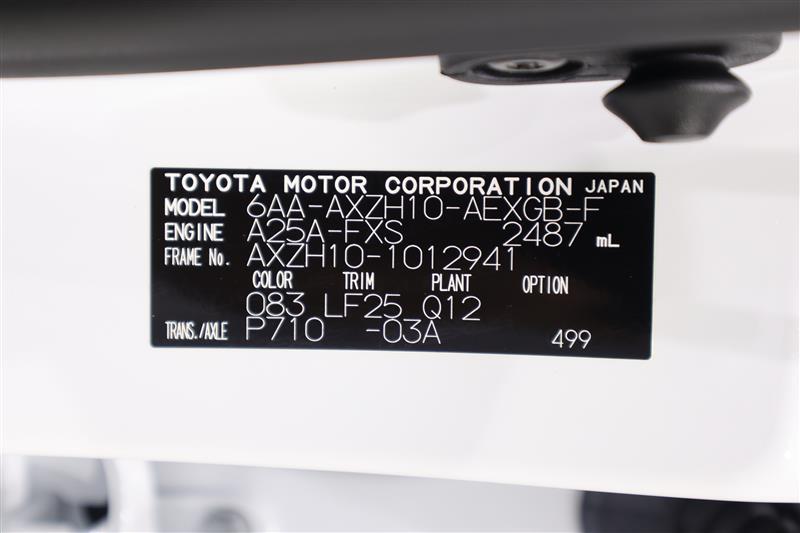 TOYOTA MOTOR CORPORATION JAPAN
MODEL 6AA-AXZH10-AEXGB-F
ENGINE A25A-FXS 2487 mL
FRAME No. AXZH10-1012941
COLOR TRIM PLANT OPTION
083 LF25 Q12
TRANS./AXLE P710 -03A 499